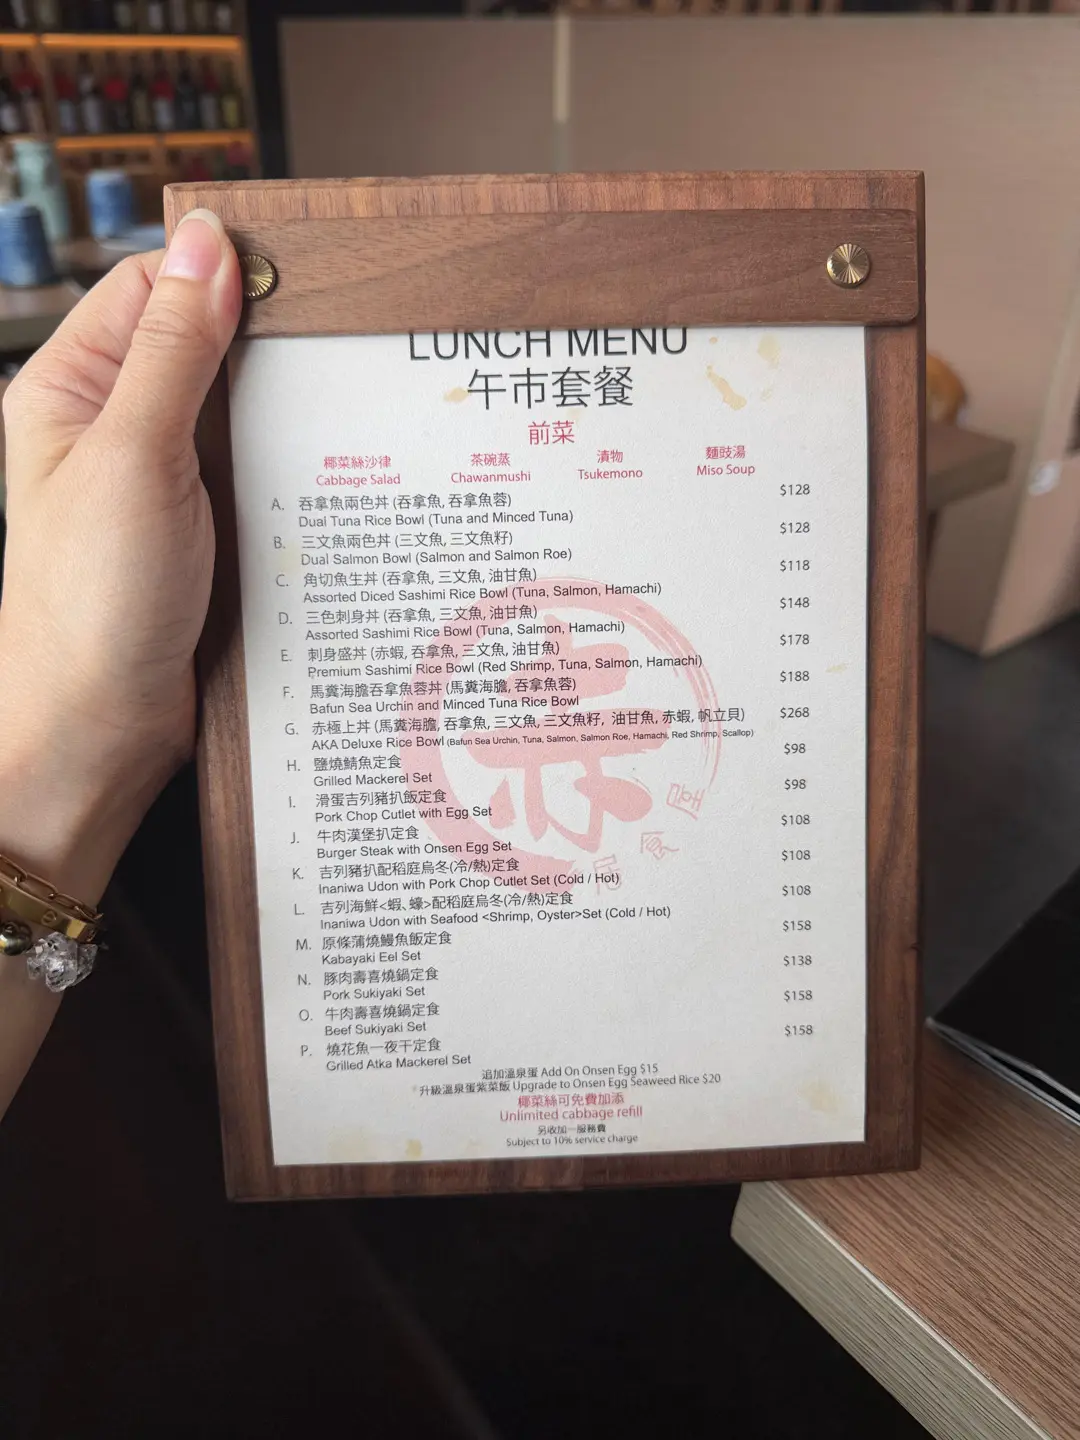 LUNCH MENU
午市套餐
前菜
椰菜絲沙律 茶碗蒸 漬物 麵豉湯
Cabbage Salad Chawanmushi Tsukemono Miso Soup
A. 吞拿魚兩色丼 (吞拿魚, 吞拿魚蓉) $128
Dual Tuna Rice Bowl (Tuna and Minced Tuna)
B. 三文魚兩色丼 (三文魚, 三文魚籽) $128
Dual Salmon Bowl (Salmon and Salmon Roe)
C. 角切魚生丼 (吞拿魚, 三文魚, 油甘魚) $118
Assorted Diced Sashimi Rice Bowl (Tuna, Salmon, Hamachi)
D. 三色刺身丼 (吞拿魚, 三文魚, 油甘魚) $148
Assorted Sashimi Rice Bowl (Tuna, Salmon, Hamachi)
E. 刺身盛丼 (赤蝦, 吞拿魚, 三文魚, 油甘魚) $178
Premium Sashimi Rice Bowl (Red Shrimp, Tuna, Salmon, Hamachi)
F. 馬糞海膽吞拿魚蓉丼 (馬糞海膽, 吞拿魚蓉) $188
Bafun Sea Urchin and Minced Tuna Rice Bowl
G. 赤極上丼 (馬糞海膽, 吞拿魚, 三文魚, 三文魚籽, 油甘魚, 赤蝦, 帆立貝) $268
AKA Deluxe Rice Bowl (Bafun Sea Urchin, Tuna, Salmon, Salmon Roe, Hamachi, Red Shrimp, Scallop)
H. 鹽燒鯖魚定食 $98
Grilled Mackerel Set
I. 滑蛋吉列豬扒飯定食 $98
Pork Chop Cutlet with Egg Set
J. 牛肉漢堡扒定食 $108
Burger Steak with Onsen Egg Set
K. 吉列豬扒配稻庭烏冬(冷/熱)定食 $108
Inaniwa Udon with Pork Chop Cutlet Set (Cold / Hot)
L. 吉列海鮮<蝦、蠔>配稻庭烏冬(冷/熱)定食 $108
Inaniwa Udon with Seafood <Shrimp, Oyster>Set (Cold / Hot)
M. 原條蒲燒鰻魚飯定食 $158
Kabayaki Eel Set
N. 豚肉壽喜燒鍋定食 $138
Pork Sukiyaki Set
O. 牛肉壽喜燒鍋定食 $158
Beef Sukiyaki Set
P. 燒花魚一夜干定食 $158
Grilled Atka Mackerel Set
追加溫泉蛋 Add On Onsen Egg $15
升級溫泉蛋紫菜飯 Upgrade to Onsen Egg Seaweed Rice $20
椰菜絲可免費加添
Unlimited cabbage refill
另收加一服務費
Subject to 10% service charge
赤
居食屋